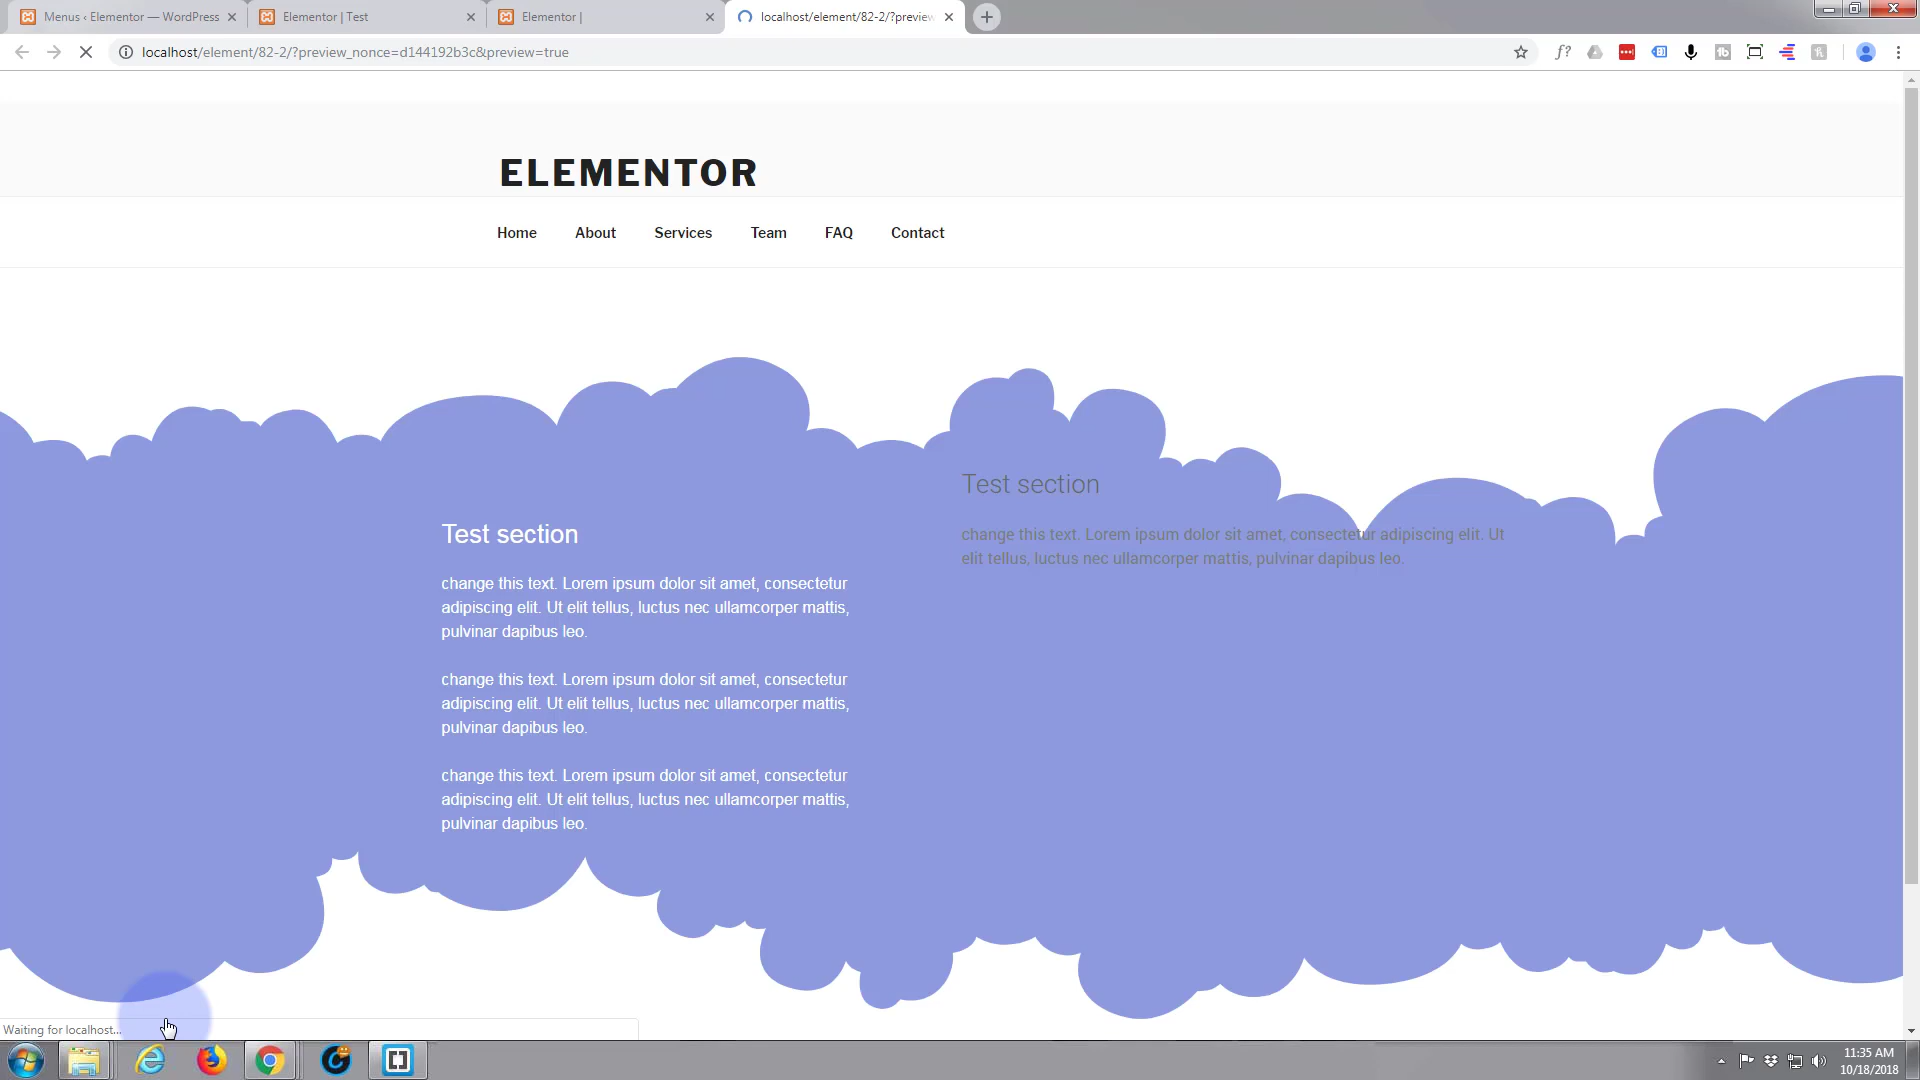 Menus ‹ Elementor — WordPress
Elementor | Test
Elementor |
localhost/element/82-2/?preview
localhost/element/82-2/?preview_nonce=d144192b3c&preview=true
ELEMENTOR
Home About Services Team FAQ Contact
Test section
change this text. Lorem ipsum dolor sit amet, consectetur
adipiscing elit. Ut elit tellus, luctus nec ullamcorper mattis,
pulvinar dapibus leo.
change this text. Lorem ipsum dolor sit amet, consectetur
adipiscing elit. Ut elit tellus, luctus nec ullamcorper mattis,
pulvinar dapibus leo.
change this text. Lorem ipsum dolor sit amet, consectetur
adipiscing elit. Ut elit tellus, luctus nec ullamcorper mattis,
pulvinar dapibus leo.
Test section
change this text. Lorem ipsum dolor sit amet, consectetur adipiscing elit. Ut
elit tellus, luctus nec ullamcorper mattis, pulvinar dapibus leo.
Waiting for localhost...
11:35 AM
10/18/2018